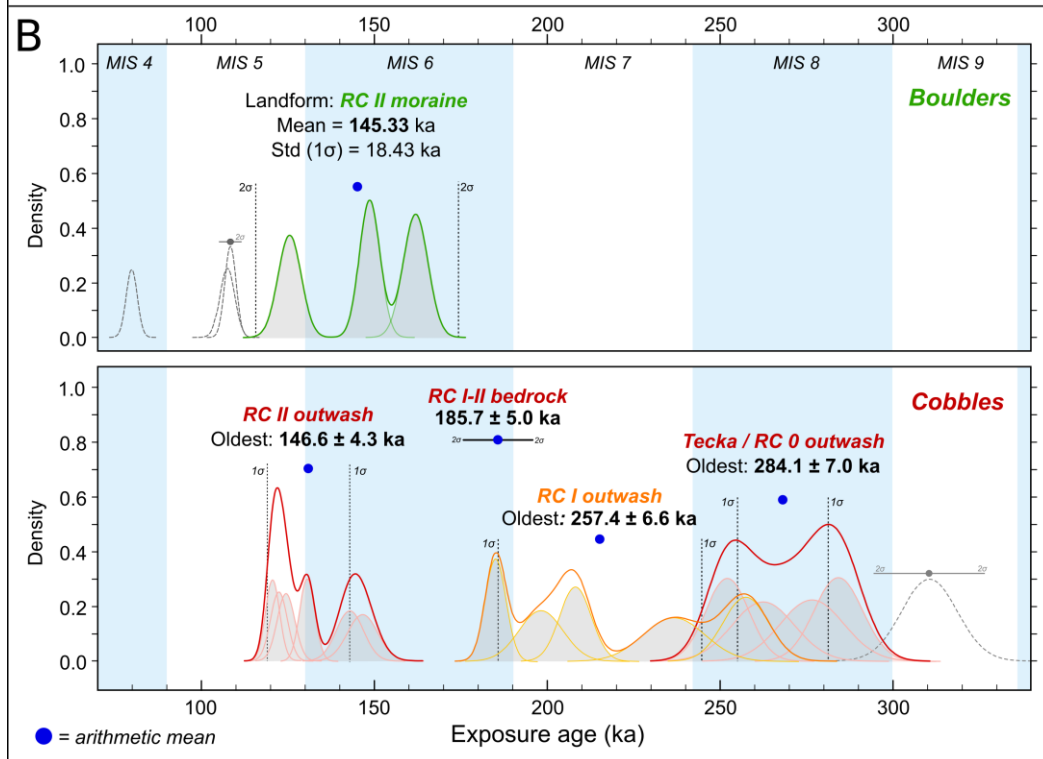 B
100 150 200 250 300
MIS 4 MIS 5 MIS 6 MIS 7 MIS 8 MIS 9
Boulders
Landform: RC II moraine
Mean = 145.33 ka
Std (1σ) = 18.43 ka
2σ 2σ
2σ
Density
1.0
0.8
0.6
0.4
0.2
0.0
Cobbles
RC II outwash
Oldest: 146.6 ± 4.3 ka
1σ 1σ
RC I-II bedrock
185.7 ± 5.0 ka
2σ 2σ
RC I outwash
Oldest: 257.4 ± 6.6 ka
1σ 1σ
Tecka / RC 0 outwash
Oldest: 284.1 ± 7.0 ka
1σ 1σ
2σ 2σ
Density
1.0
0.8
0.6
0.4
0.2
0.0
100 150 200 250 300
Exposure age (ka)
= arithmetic mean